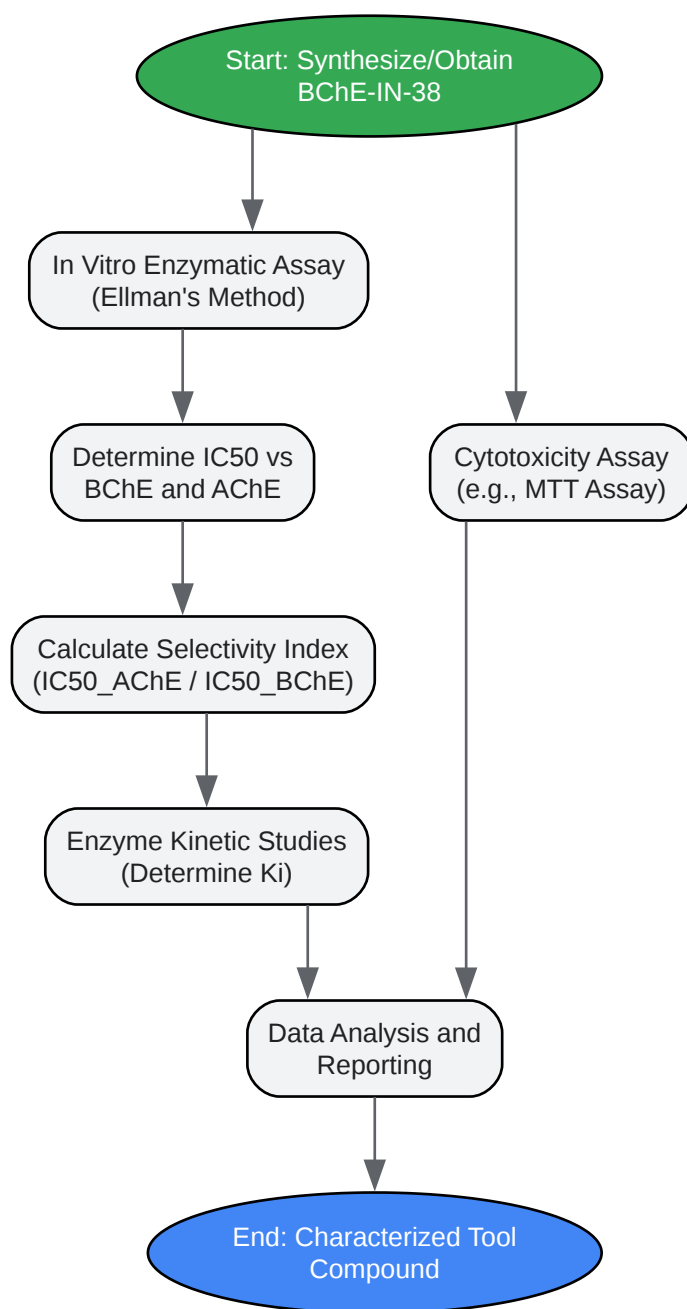 Start: Synthesize/Obtain
BChE-IN-38
In Vitro Enzymatic Assay
(Ellman's Method)
Determine IC50 vs
BChE and AChE
Cytotoxicity Assay
(e.g., MTT Assay)
Calculate Selectivity Index
(IC50_AChE / IC50_BChE)
Enzyme Kinetic Studies
(Determine Ki)
Data Analysis and
Reporting
End: Characterized Tool
Compound